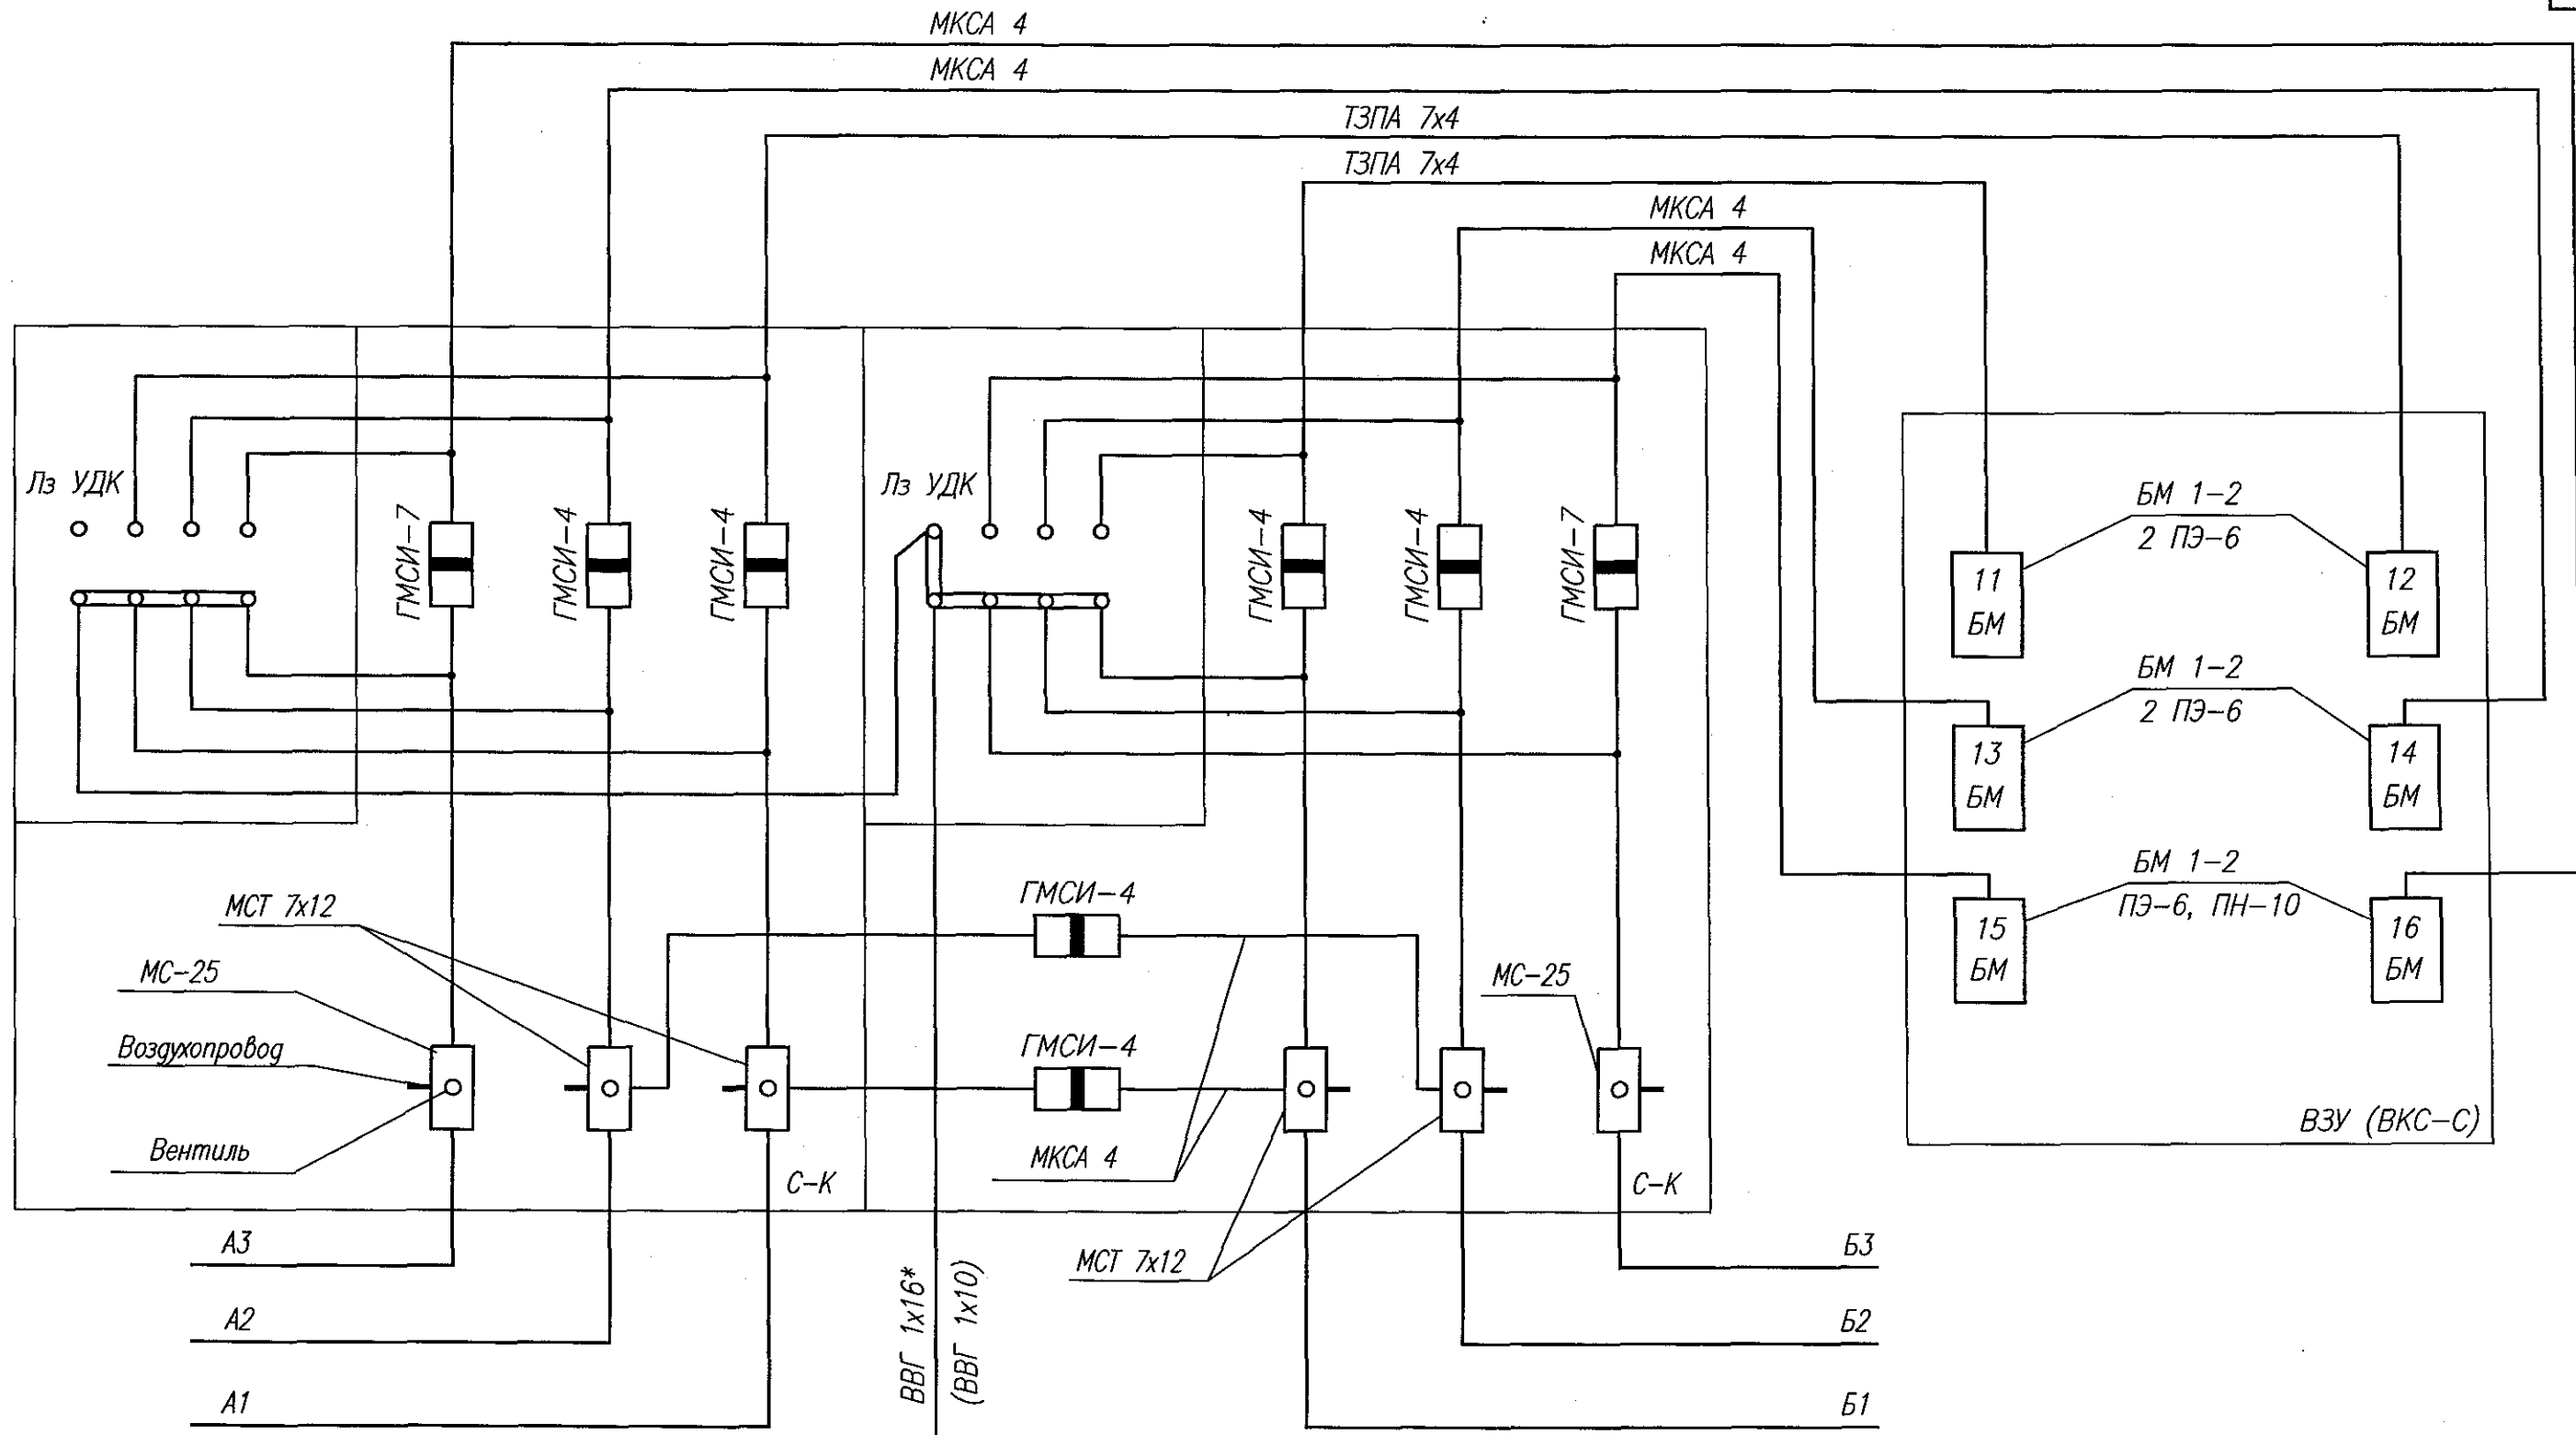 МКСА 4
МКСА 4
ТЗПА 7х4
ТЗПА 7х4
МКСА 4
МКСА 4
Лз УДК
ГМСИ-7
ГМСИ-4
ГМСИ-4
Лз УДК
ГМСИ-4
ГМСИ-4
ГМСИ-7
БМ 1-2
2 ПЭ-6
11
БМ
12
БМ
БМ 1-2
2 ПЭ-6
13
БМ
14
БМ
БМ 1-2
ПЭ-6, ПН-10
15
БМ
16
БМ
ВЗУ (ВКС-С)
МСТ 7х12
МС-25
Воздухопровод
Вентиль
ГМСИ-4
ГМСИ-4
МКСА 4
МС-25
С-К
С-К
МСТ 7х12
ВВГ 1х16*
(ВВГ 1х10)
А3
А2
А1
Б3
Б2
Б1